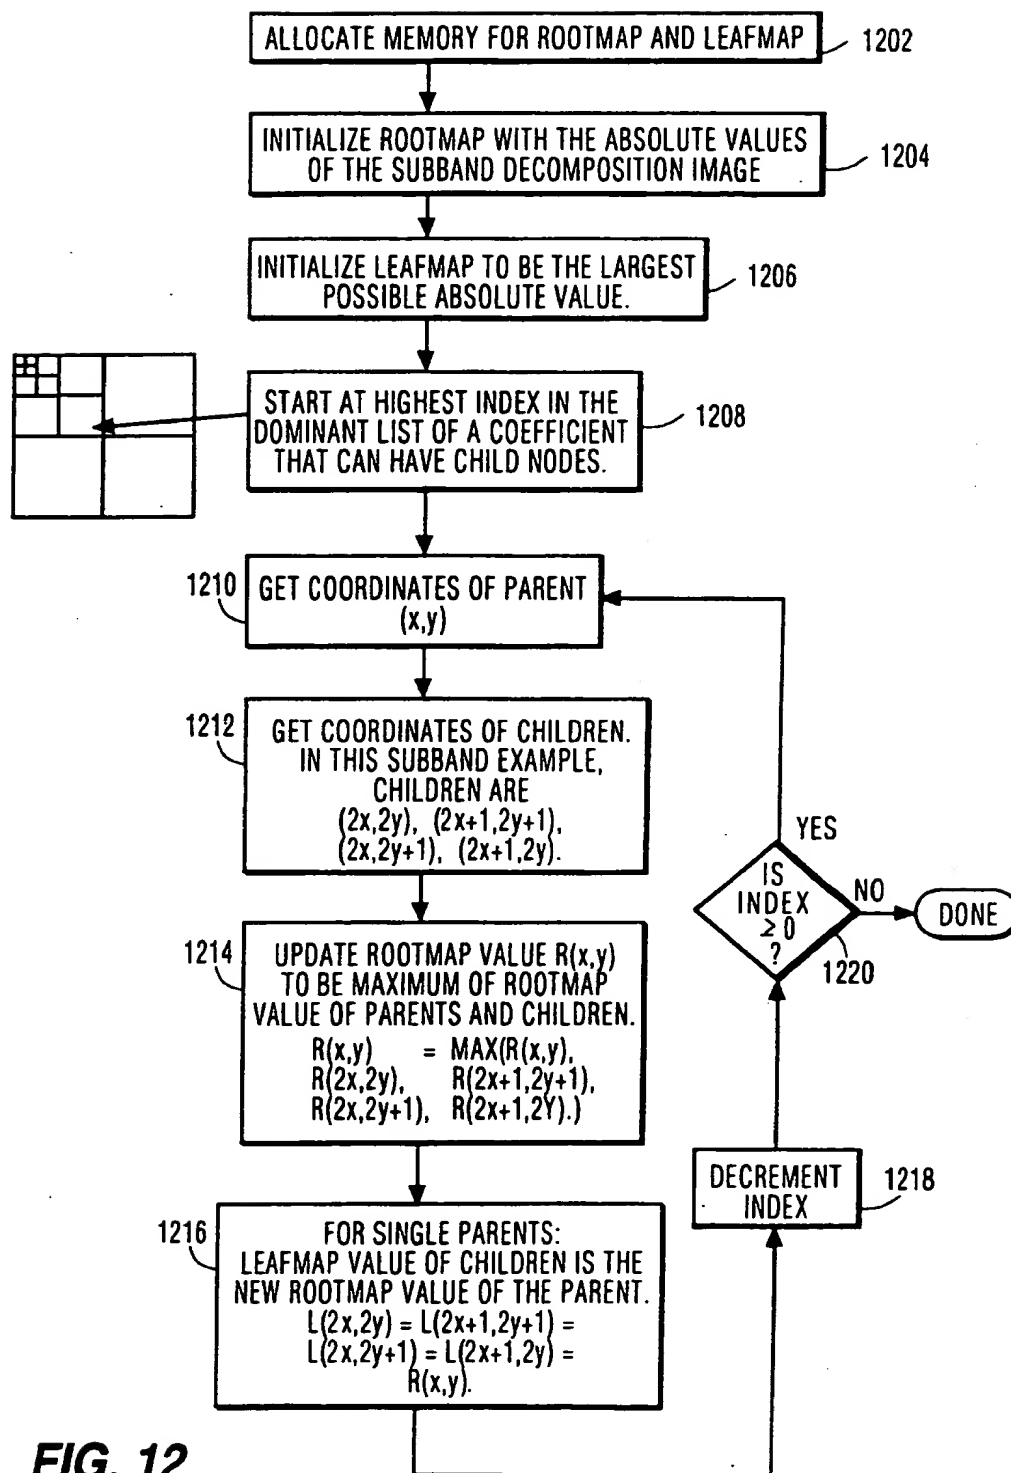 ALLOCATE MEMORY FOR ROOTMAP AND LEAFMAP
1202
INITIALIZE ROOTMAP WITH THE ABSOLUTE VALUES
OF THE SUBBAND DECOMPOSITION IMAGE
1204
INITIALIZE LEAFMAP TO BE THE LARGEST
POSSIBLE ABSOLUTE VALUE.
1206
START AT HIGHEST INDEX IN THE
DOMINANT LIST OF A COEFFICIENT
THAT CAN HAVE CHILD NODES.
1208
1210
GET COORDINATES OF PARENT
(x,y)
1212
GET COORDINATES OF CHILDREN.
IN THIS SUBBAND EXAMPLE,
CHILDREN ARE
(2x,2y), (2x+1,2y+1),
(2x,2y+1), (2x+1,2y).
1214
UPDATE ROOTMAP VALUE R(x,y)
TO BE MAXIMUM OF ROOTMAP
VALUE OF PARENTS AND CHILDREN.
R(x,y) = MAX(R(x,y),
R(2x,2y), R(2x+1,2y+1),
R(2x,2y+1), R(2x+1,2Y).)
1216
FOR SINGLE PARENTS:
LEAFMAP VALUE OF CHILDREN IS THE
NEW ROOTMAP VALUE OF THE PARENT.
L(2x,2y) = L(2x+1,2y+1) =
L(2x,2y+1) = L(2x+1,2y) =
R(x,y).
DECREMENT
INDEX
1218
IS
INDEX
≥0
?
1220
YES
NO
DONE
FIG. 12